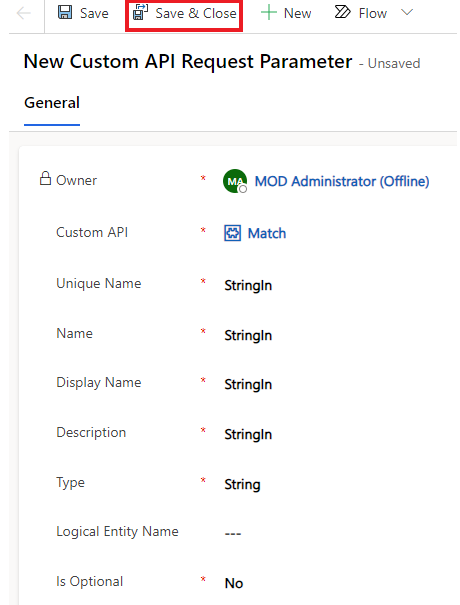 Save Save & Close New Flow
New Custom API Request Parameter - Unsaved
General
Owner * MA MOD Administrator (Offline)
Custom API * Match
Unique Name * StringIn
Name * StringIn
Display Name * StringIn
Description * StringIn
Type * String
Logical Entity Name ---
Is Optional * No